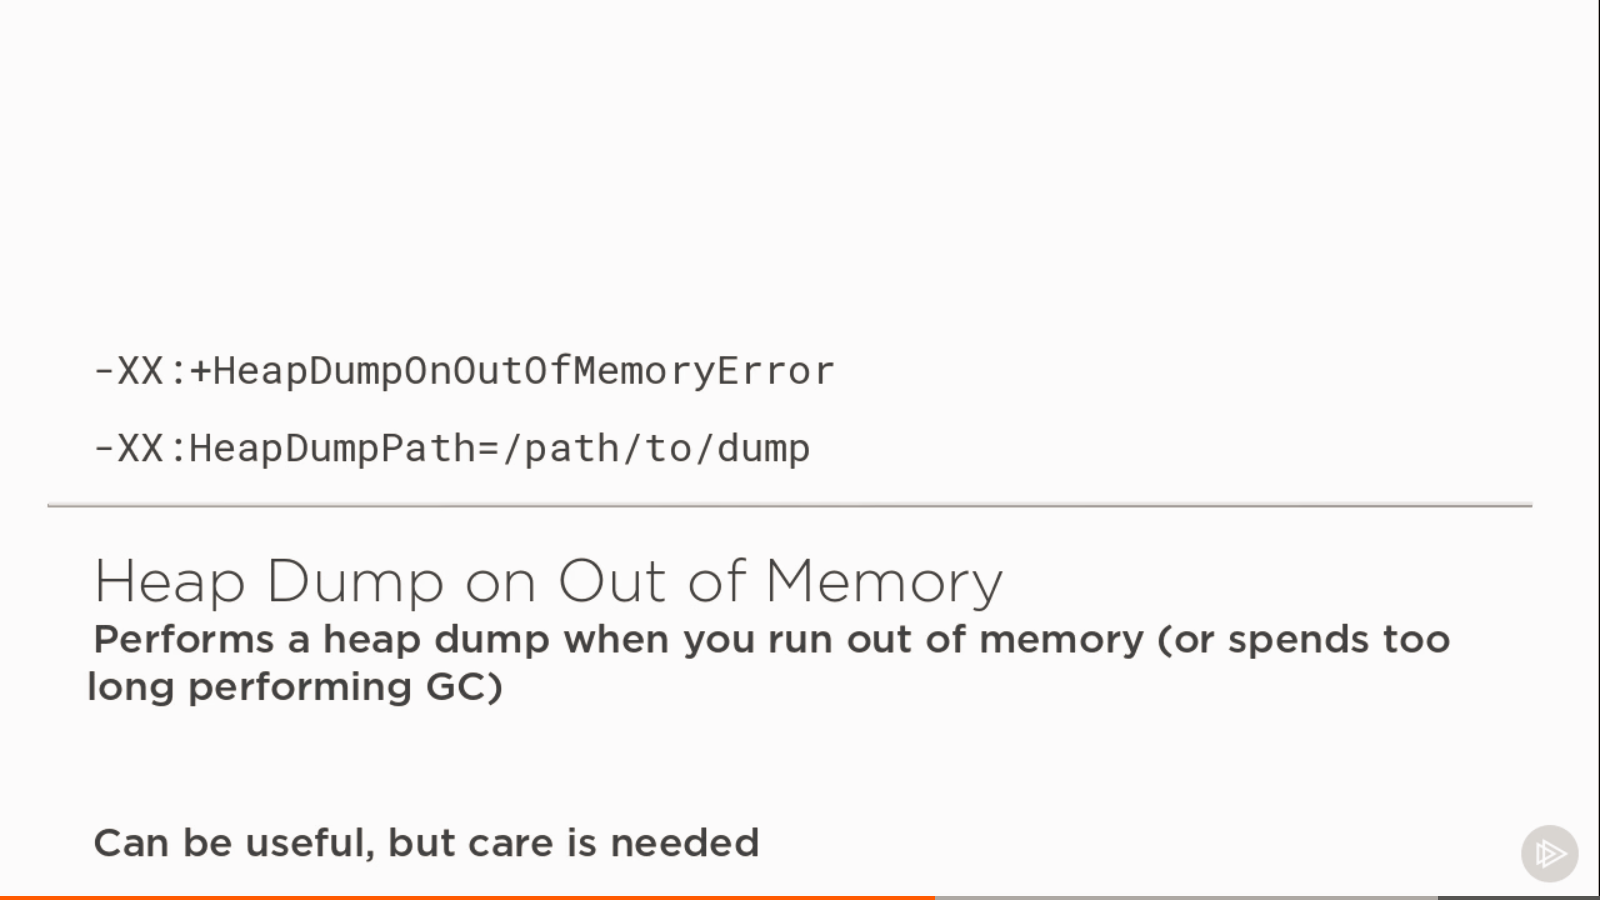 -XX:+HeapDumpOnOutOfMemoryError
-XX:HeapDumpPath=/path/to/dump
Heap Dump on Out of Memory
Performs a heap dump when you run out of memory (or spends too
long performing GC)
Can be useful, but care is needed